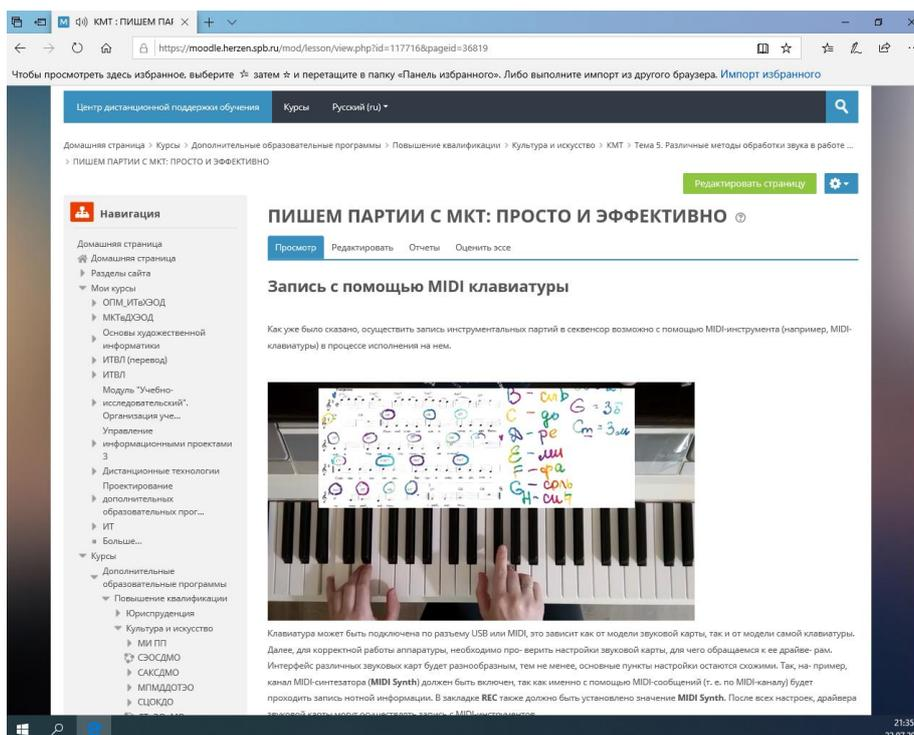 КМТ : ПИШЕМ ПАР
https://moodle.herzen.spb.ru/mod/lesson/view.php?id=117716&pageid=36819
Чтобы просмотреть здесь избранное, выберите затем и перетащите в папку «Панель избранного». Либо выполните импорт из другого браузера. Импорт избранного
Центр дистанционной поддержки обучения Курсы Русский (ru)
Домашняя страница > Курсы > Дополнительные образовательные программы > Повышение квалификации > Культура и искусство > КМТ > Тема 5. Различные методы обработки звука в работе ...
> ПИШЕМ ПАРТИИ С МКТ: ПРОСТО И ЭФФЕКТИВНО
Редактировать страницу
Навигация
Домашняя страница
Домашняя страница
Разделы сайта
Мои курсы
ОПМ_ИТвХЭОД
МКТвДХЭОД
Основы художественной
информатики
ИТВЛ (перевод)
ИТВЛ
Модуль "Учебно-
исследовательский".
Организация уче...
Управление
информационными проектами
3
Дистанционные технологии
Проектирование
дополнительных
образовательных прог...
ИТ
Больше...
Курсы
Дополнительные
образовательные программы
Повышение квалификации
Юриспруденция
Культура и искусство
МИ ПП
СЭОСДМО
САКСДМО
МПМДДОТЭО
СЦОКДО
ПИШЕМ ПАРТИИ С МКТ: ПРОСТО И ЭФФЕКТИВНО
Просмотр Редактировать Отчеты Оценить эссе
Запись с помощью MIDI клавиатуры
Как уже было сказано, осуществить запись инструментальных партий в секвенсор возможно с помощью MIDI-инструмента (например, MIDI-
клавиатуры) в процессе исполнения на нем.
C - до
Д - ре
E - ми
F - фа
G - соль
Клавиатура может быть подключена по разъему USB или MIDI, это зависит как от модели звуковой карты, так и от модели самой клавиатуры.
Далее, для корректной работы аппаратуры, необходимо про- верить настройки звуковой карты, для чего обращаемся к ее драйве- рам.
Интерфейс различных звуковых карт будет разнообразным, тем не менее, основные пункты настройки остаются схожими. Так, на- пример,
канал MIDI-синтезатора (MIDI Synth) должен быть включен, так как именно с помощью MIDI-сообщений (т. е. по MIDI-каналу) будет
проходить запись нотной информации. В закладке REC также должно быть установлено значение MIDI Synth. После всех настроек, драйвера
звуковой карты могут осуществлять запись с MIDI-инструментов
21:35